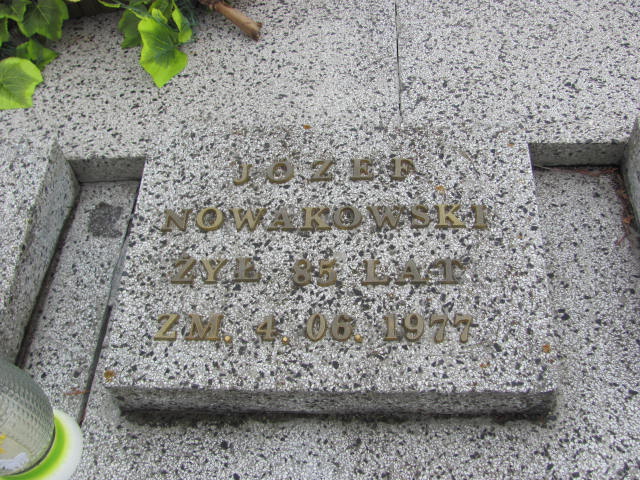 JÓZEF
NOWAKOWSKI
ŻYŁ 85 LAT
ZM. 4.06.1977